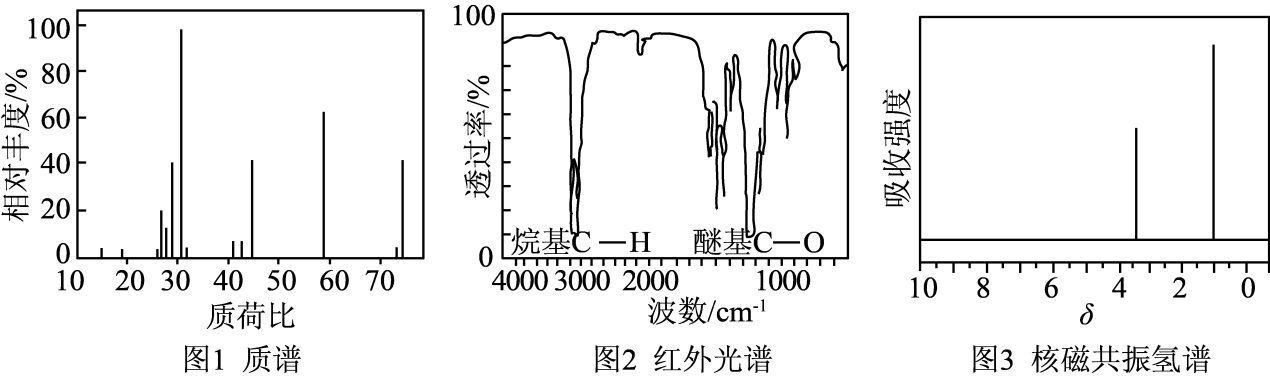 100
80
60
40
20
0
10 20 30 40 50 60 70
相对丰度/%
质荷比
图1 质谱
100
0
透过率/%
烷基C—H
醚基C—O
4000 3000 2000 1000
波数/cm-1
图2 红外光谱
吸收强度
10 8 6 4 2 0
δ
图3 核磁共振氢谱